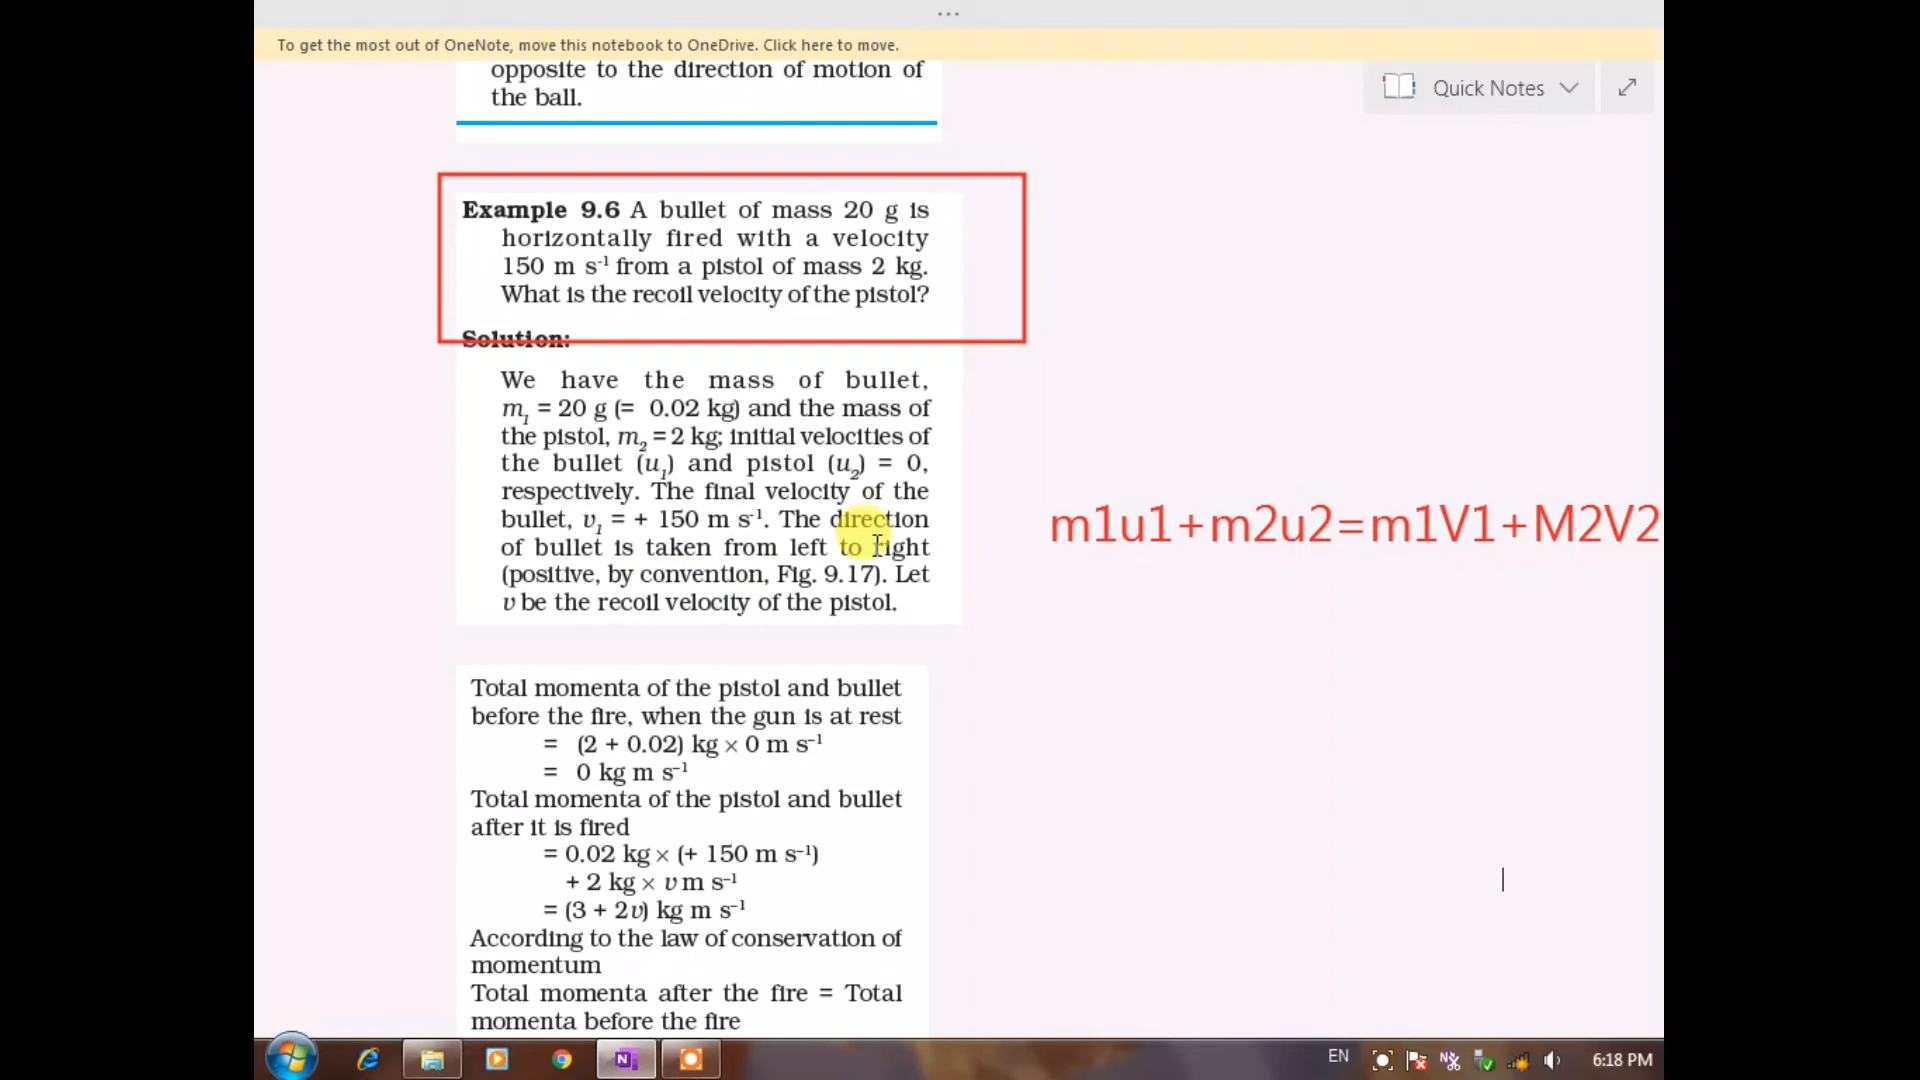 ...
To get the most out of OneNote, move this notebook to OneDrive. Click here to move.
opposite to the direction of motion of
the ball.
Quick Notes
Example 9.6 A bullet of mass 20 g is
horizontally fired with a velocity
150 m s⁻¹ from a pistol of mass 2 kg.
What is the recoil velocity of the pistol?
Solution:
We have the mass of bullet,
m₁ = 20 g (= 0.02 kg) and the mass of
the pistol, m₂ = 2 kg; initial velocities of
the bullet (u₁) and pistol (u₂) = 0,
respectively. The final velocity of the
bullet, v₁ = + 150 m s⁻¹. The direction
of bullet is taken from left to right
(positive, by convention, Fig. 9.17). Let
v be the recoil velocity of the pistol.
m1u1+m2u2=m1V1+M2V2
Total momenta of the pistol and bullet
before the fire, when the gun is at rest
= (2 + 0.02) kg × 0 m s⁻¹
= 0 kg m s⁻¹
Total momenta of the pistol and bullet
after it is fired
= 0.02 kg × (+ 150 m s⁻¹)
+ 2 kg × v m s⁻¹
= (3 + 2v) kg m s⁻¹
According to the law of conservation of
momentum
Total momenta after the fire = Total
momenta before the fire
EN
6:18 PM